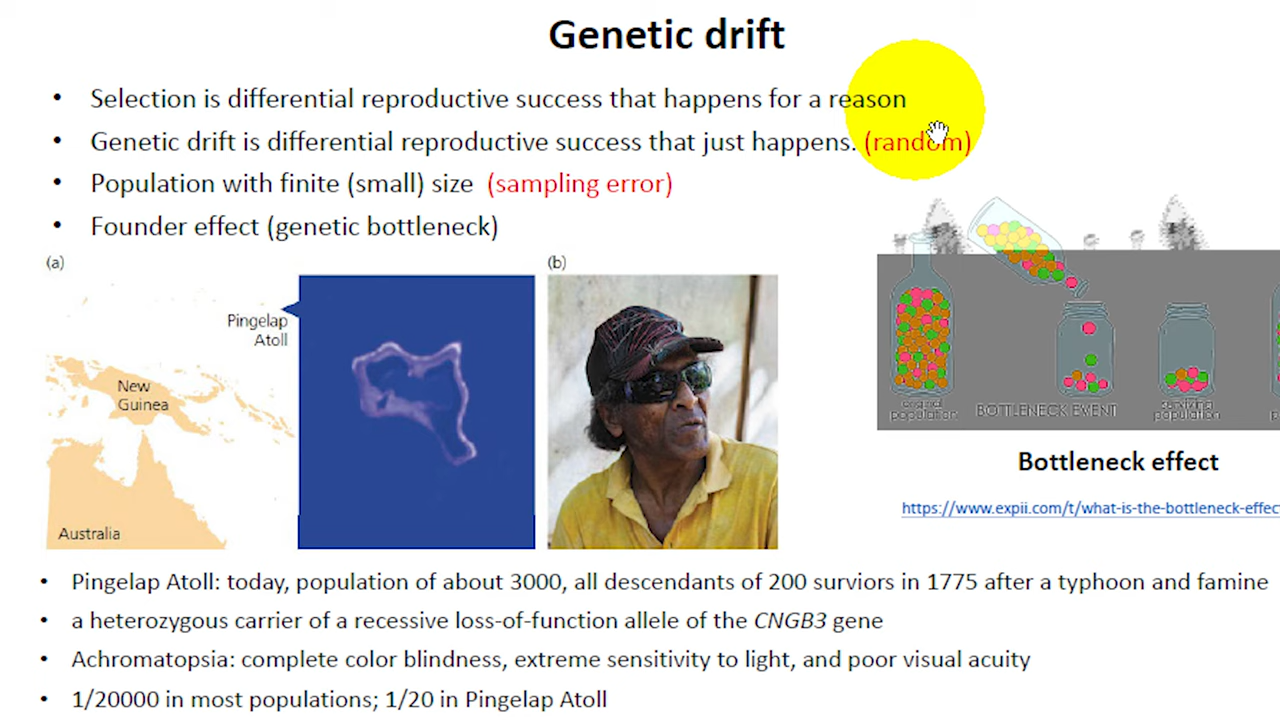 Genetic drift
• Selection is differential reproductive success that happens for a reason
• Genetic drift is differential reproductive success that just happens. (random)
• Population with finite (small) size (sampling error)
• Founder effect (genetic bottleneck)
(a)
Pingelap
Atoll
New
Guinea
Australia
(b)
original
population
BOTTLENECK EVENT
surviving
population
Bottleneck effect
https://www.expii.com/t/what-is-the-bottleneck-effec
• Pingelap Atoll: today, population of about 3000, all descendants of 200 surviors in 1775 after a typhoon and famine
• a heterozygous carrier of a recessive loss-of-function allele of the CNGB3 gene
• Achromatopsia: complete color blindness, extreme sensitivity to light, and poor visual acuity
• 1/20000 in most populations; 1/20 in Pingelap Atoll